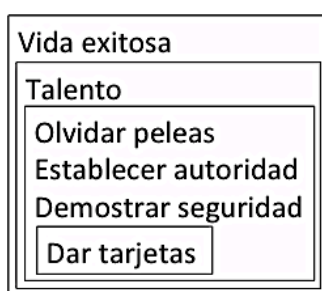 Vida exitosa
Talento
Olvidar peleas
Establecer autoridad
Demostrar seguridad
Dar tarjetas